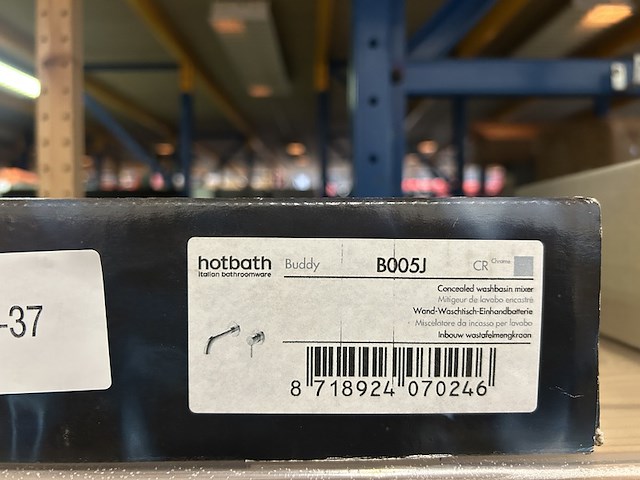 -37
hotbath Buddy B005J CR Chrome
italian bathroomware
Concealed washbasin mixer
Mitigeur de lavabo encastré
Wand-Waschtisch-Einhandbatterie
Miscelatore da incasso per lavabo
Inbouw wastafelmengkraan
8 718924 070246